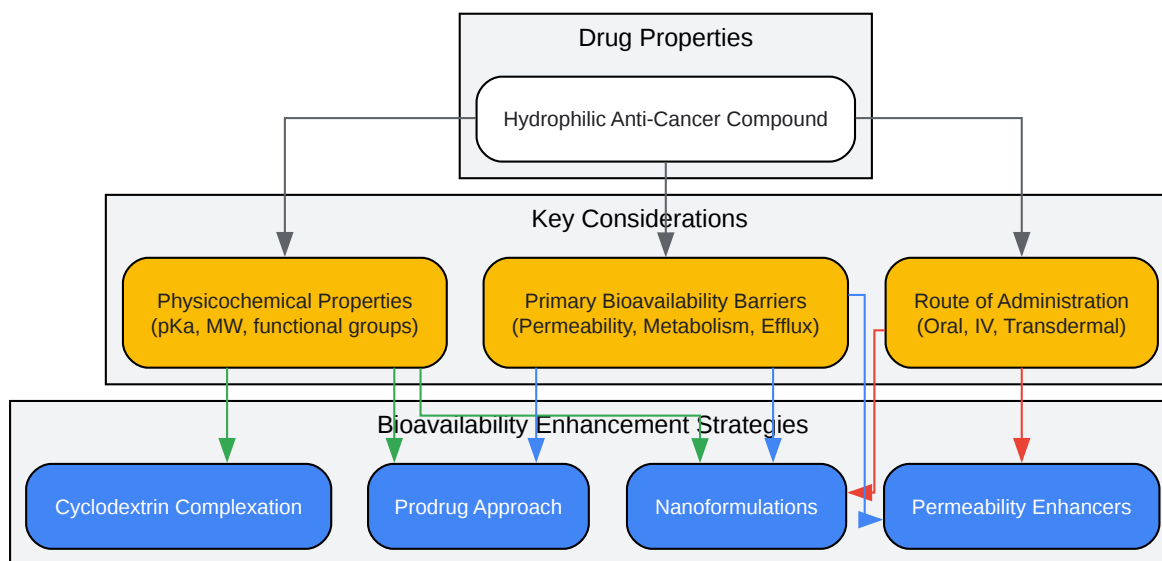 Drug Properties
Hydrophilic Anti-Cancer Compound
Key Considerations
Physicochemical Properties
(pKa, MW, functional groups)
Primary Bioavailability Barriers
(Permeability, Metabolism, Efflux)
Route of Administration
(Oral, IV, Transdermal)
Bioavailability Enhancement Strategies
Cyclodextrin Complexation
Prodrug Approach
Nanoformulations
Permeability Enhancers